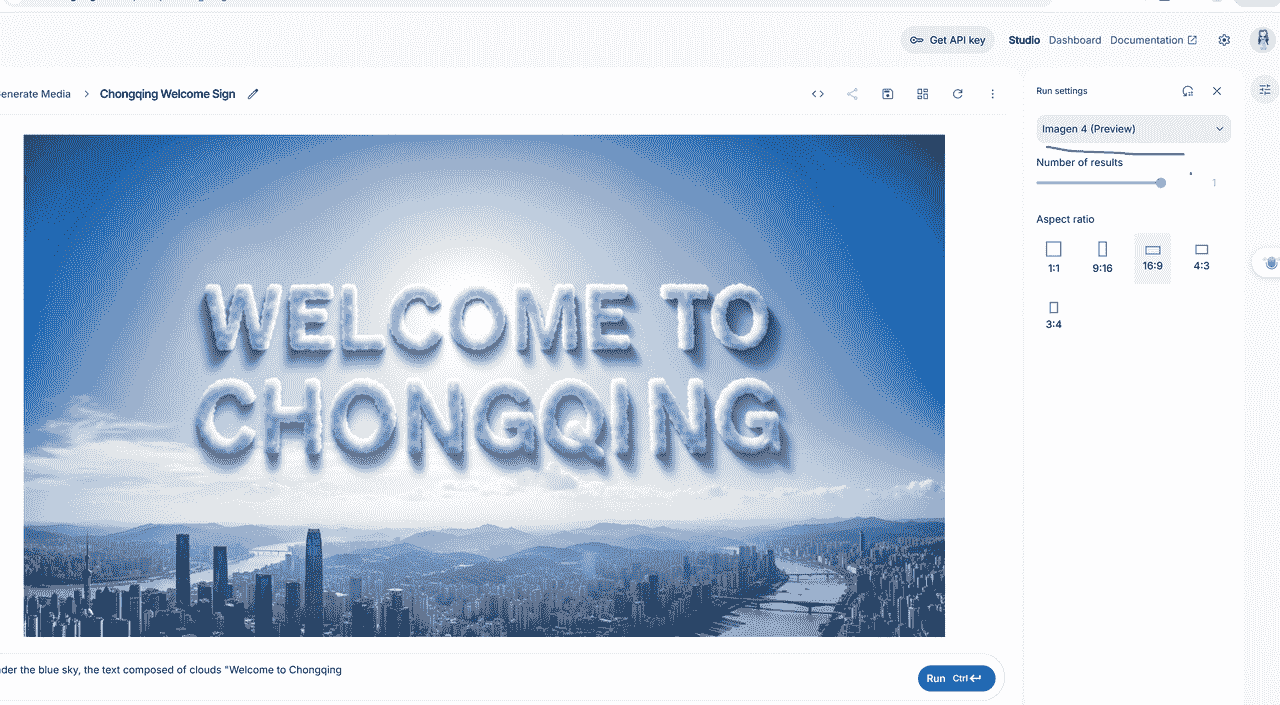 Get API key
Studio
Dashboard
Documentation
enerate Media > Chongqing Welcome Sign
Run settings
Imagen 4 (Preview)
Number of results
1
Aspect ratio
1:1
9:16
16:9
4:3
3:4
WELCOME TO
CHONGQING
der the blue sky, the text composed of clouds "Welcome to Chongqing
Run Ctrl